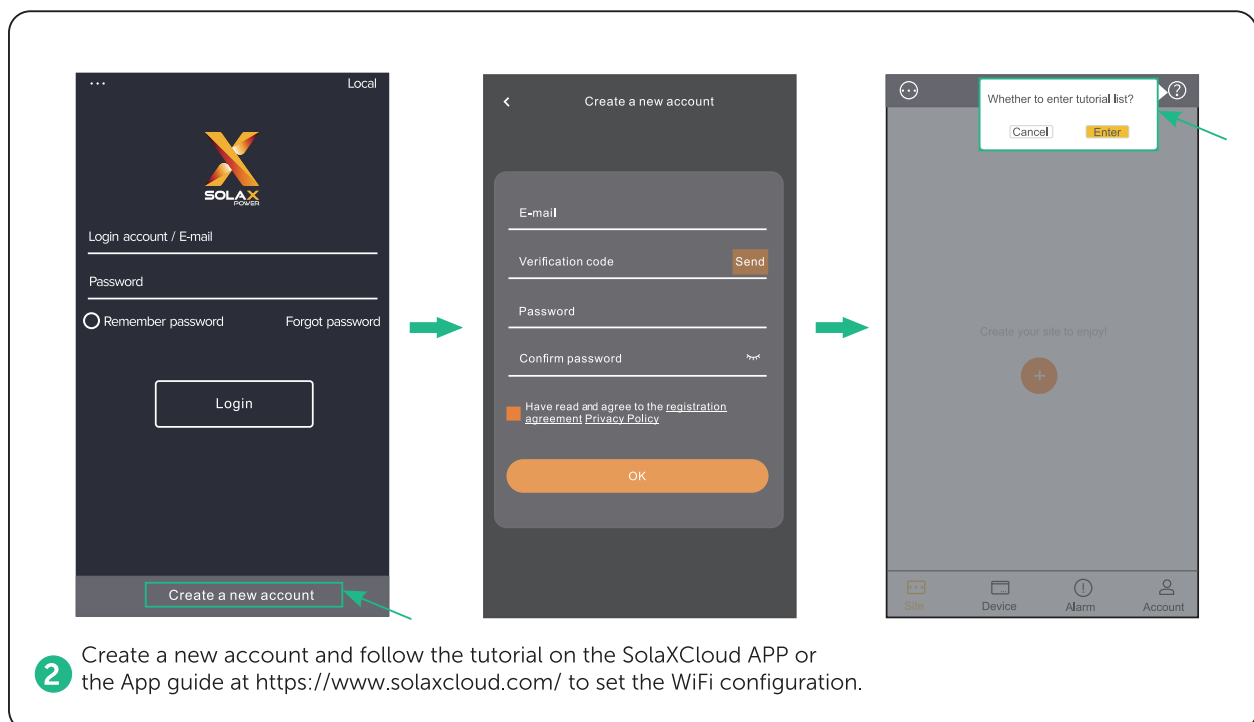 Local
SOLAX
POWER
Login account / E-mail
Password
Remember password
Forgot password
Login
Create a new account
Create a new account
E-mail
Verification code
Send
Password
Confirm password
Have read and agree to the registration
agreement Privacy Policy
OK
Whether to enter tutorial list?
Cancel
Enter
?
Create your site to enjoy!
+
Site
Device
Alarm
Account
2
Create a new account and follow the tutorial on the SolaXCloud APP or
the App guide at https://www.solaxcloud.com/ to set the WiFi configuration.